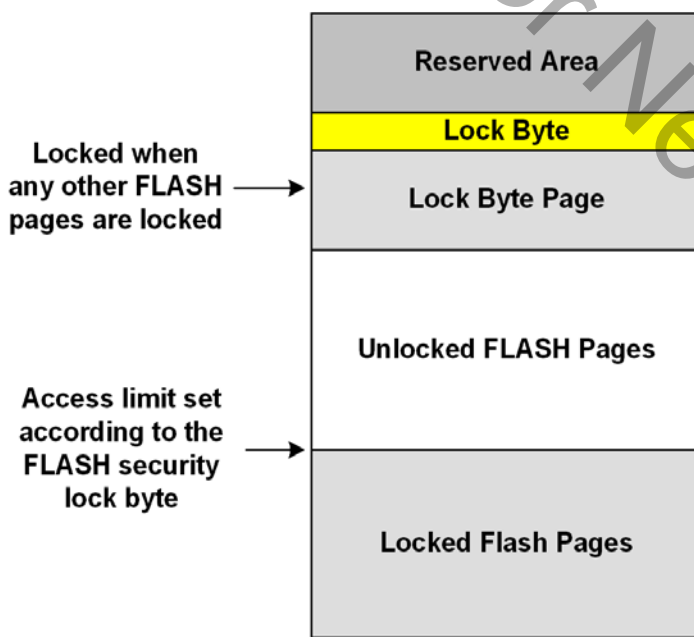 Reserved Area
Lock Byte
Locked when
any other FLASH
pages are locked
Lock Byte Page
Unlocked FLASH Pages
Access limit set
according to the
FLASH security
lock byte
Locked Flash Pages